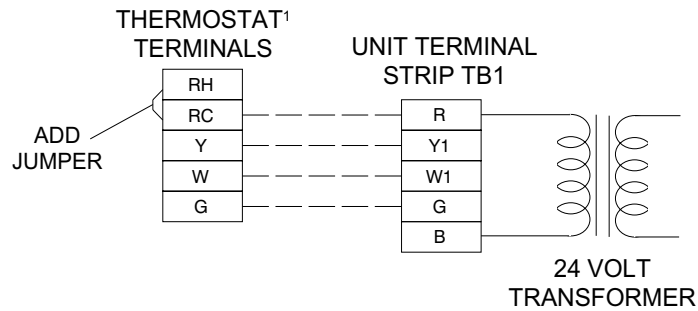 THERMOSTAT¹
TERMINALS
UNIT TERMINAL
STRIP TB1
RH
RC
Y
W
G
ADD
JUMPER
R
Y1
W1
G
B
24 VOLT
TRANSFORMER